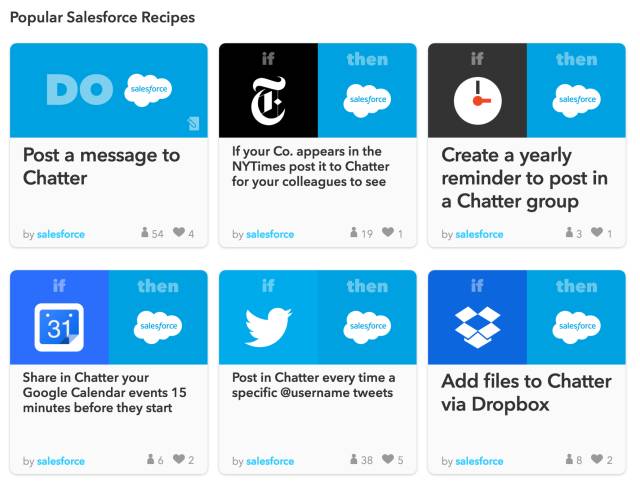 Popular Salesforce Recipes
DO
salesforce
Post a message to
Chatter
by salesforce
54
4
if
then
T
salesforce
If your Co. appears in the
NYTimes post it to Chatter
for your colleagues to see
by salesforce
19
1
if
then
salesforce
Create a yearly
reminder to post in
a Chatter group
by salesforce
3
1
if
then
31
salesforce
Share in Chatter your
Google Calendar events 15
minutes before they start
by salesforce
6
2
if
then
salesforce
Post in Chatter every time a
specific @username tweets
by salesforce
38
5
if
then
salesforce
Add files to Chatter
via Dropbox
by salesforce
8
2